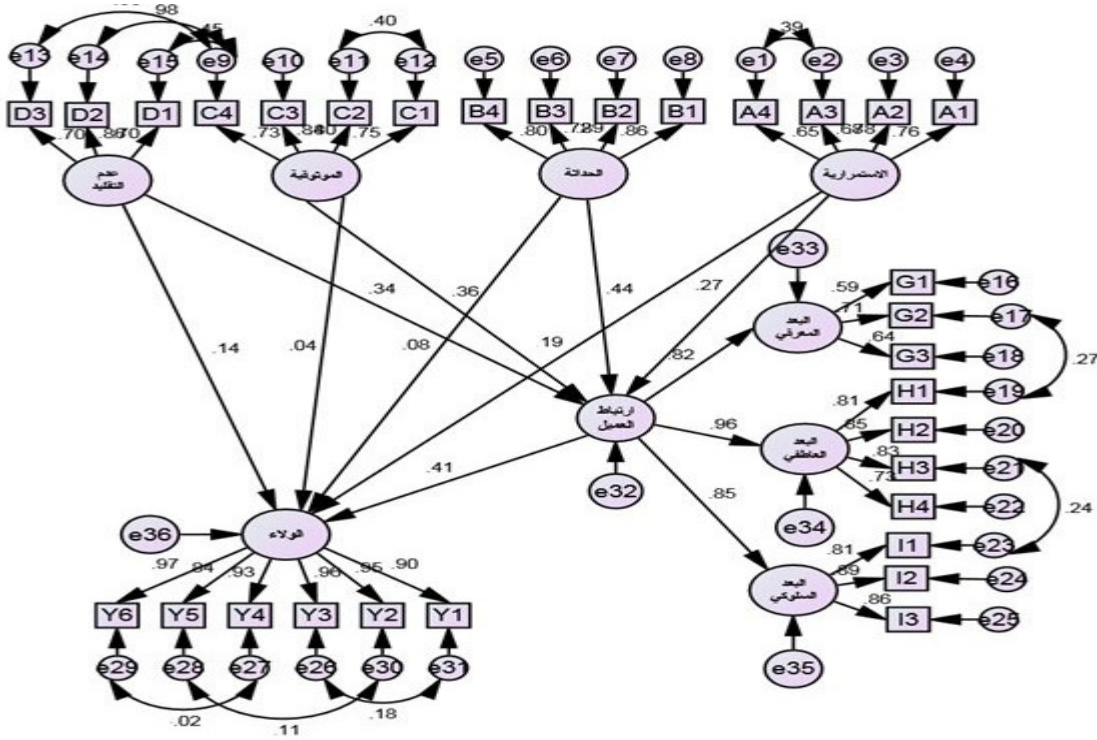 .98 .45 .40 .39
e13 e14 e15 e9 e10 e11 e12 e5 e6 e7 e8 e1 e2 e3 e4
D3 D2 D1 C4 C3 C2 C1 B4 B3 B2 B1 A4 A3 A2 A1
.70 .70 .73 .75 .80 .86 .65 .76
عدم
التقليد
الموثوقية
الحداثة
الاستمرارية
e33
.59 G1 e16
.71 G2 e17
.64 G3 e18
.27
البعد
المعرفي
.34 .36 .44 .27
.14 .04 .08 .19 .82
.81 H1 e19
.85 H2 e20
.83 H3 e21
.73 H4 e22
.24
ارتباط
العميل
.96
البعد
العاطفي
.41
e32
.85
e34
e36
الولاء
.81 I1 e23
.89 I2 e24
.86 I3 e25
البعد
السلوكي
e35
.97 .94 .93 .96 .95 .90
Y6 Y5 Y4 Y3 Y2 Y1
e29 e28 e27 e26 e30 e31
-.02 .11 -.18